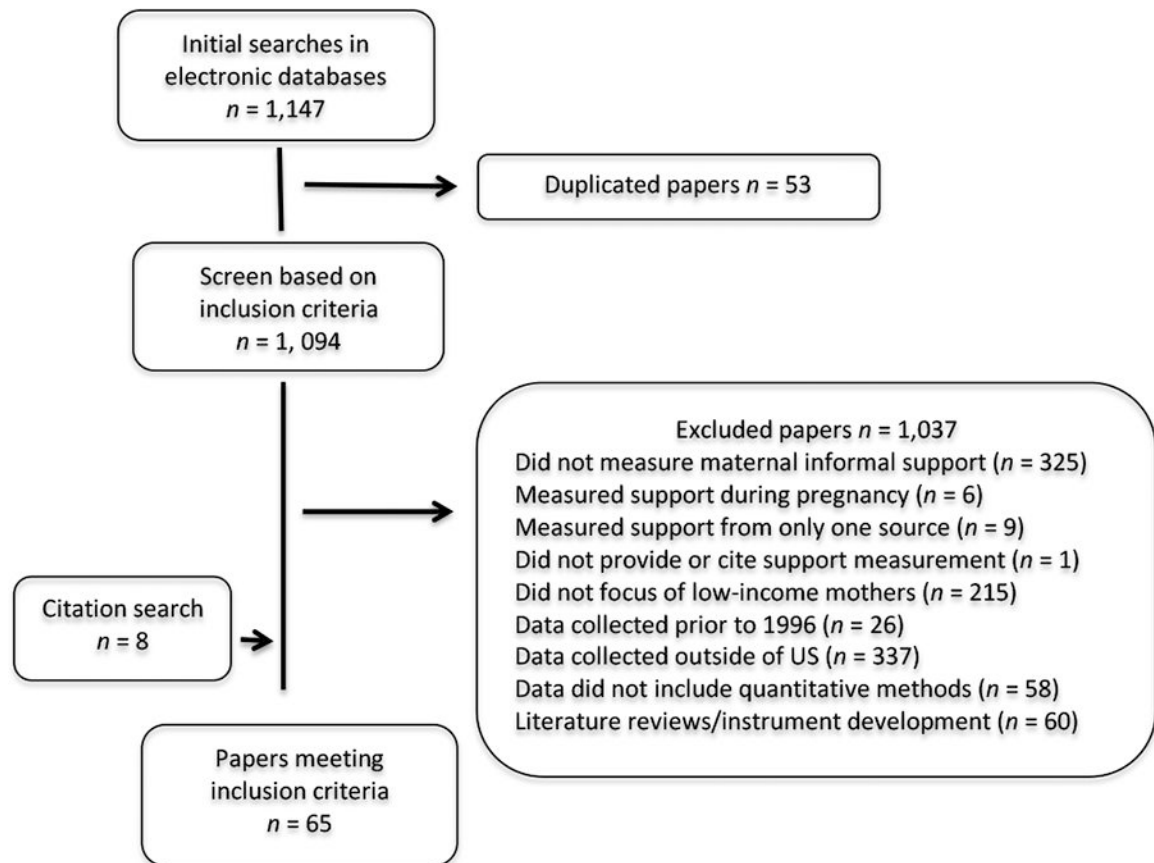 Initial searches in
electronic databases
n = 1,147
Duplicated papers n = 53
Screen based on
inclusion criteria
n = 1, 094
Excluded papers n = 1,037
Did not measure maternal informal support (n = 325)
Measured support during pregnancy (n = 6)
Measured support from only one source (n = 9)
Did not provide or cite support measurement (n = 1)
Did not focus of low-income mothers (n = 215)
Data collected prior to 1996 (n = 26)
Data collected outside of US (n = 337)
Data did not include quantitative methods (n = 58)
Literature reviews/instrument development (n = 60)
Citation search
n = 8
Papers meeting
inclusion criteria
n = 65